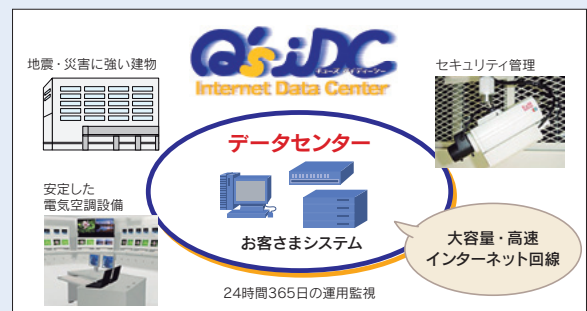 Q'siDC
キューズ アイディーシー
Internet Data Center
地震・災害に強い建物
セキュリティ管理
データセンター
安定した
電気空調設備
お客さまシステム
大容量・高速
インターネット回線
24時間365日の運用監視